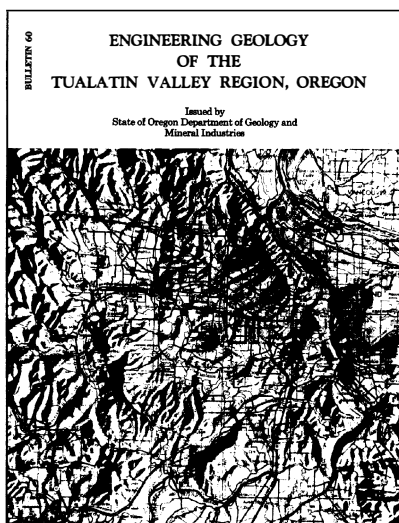 BULLETIN 60
ENGINEERING GEOLOGY
OF THE
TUALATIN VALLEY REGION, OREGON
Issued by
State of Oregon Department of Geology and
Mineral Industries